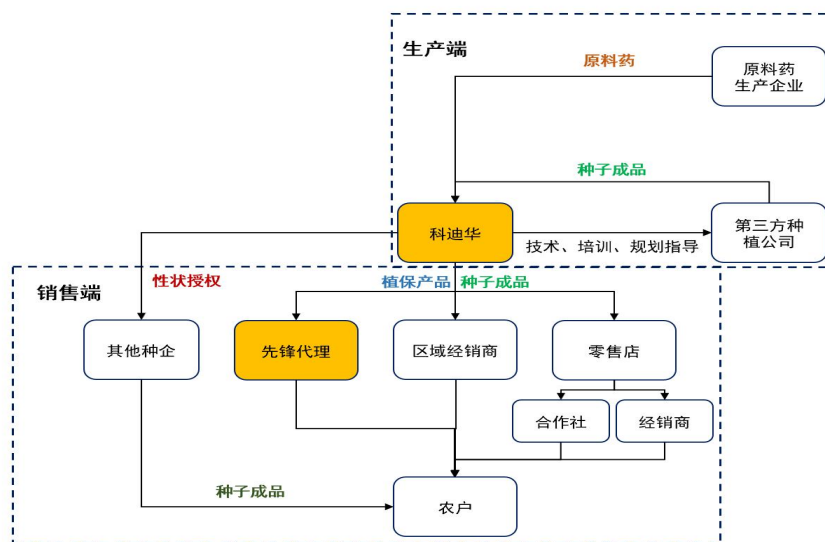 生产端
原料药
原料药
生产企业
种子成品
科迪华
技术、培训、规划指导
第三方种
植公司
性状授权
植保产品
种子成品
销售端
其他种企
先锋代理
区域经销商
零售店
合作社
经销商
种子成品
农户